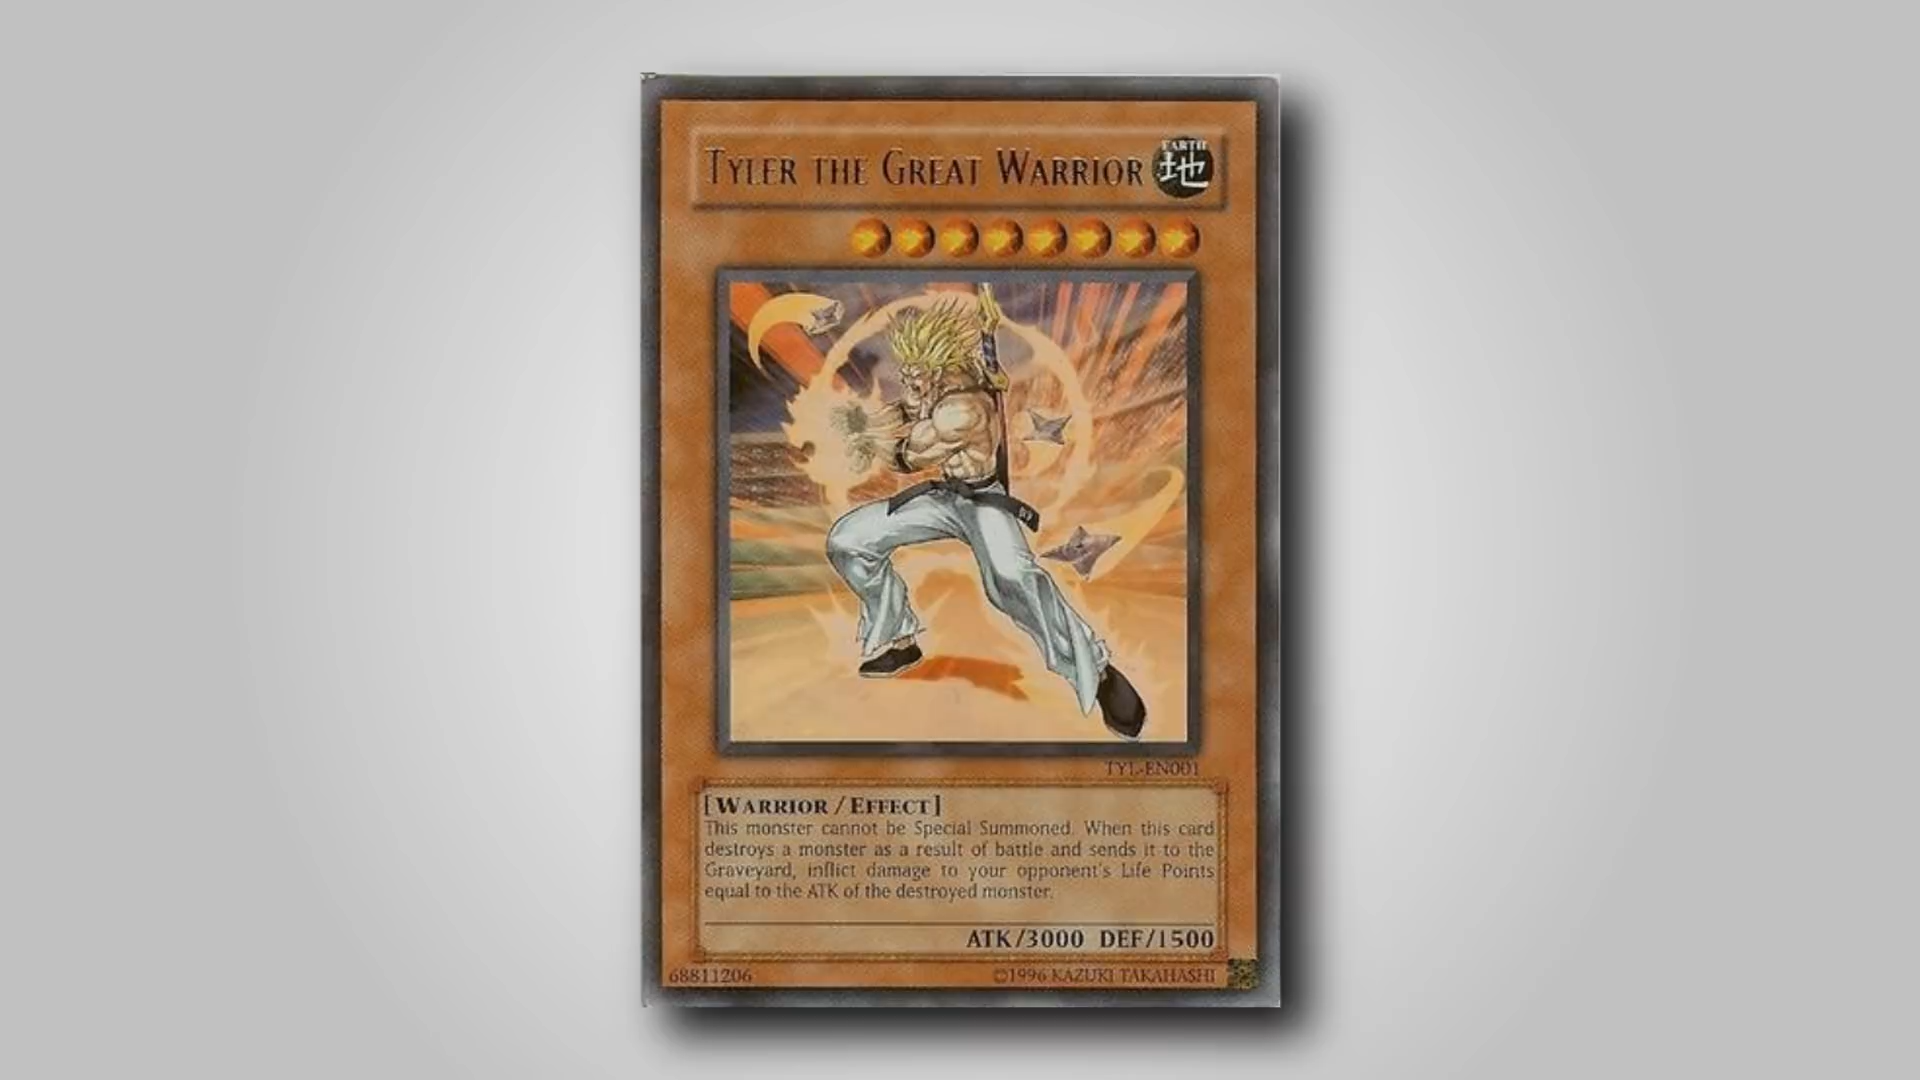 TYLER THE GREAT WARRIOR
EARTH
地
TYL-EN001
[WARRIOR / EFFECT]
This monster cannot be Special Summoned. When this card
destroys a monster as a result of battle and sends it to the
Graveyard, inflict damage to your opponent's Life Points
equal to the ATK of the destroyed monster.
ATK/3000 DEF/1500
68811206
©1996 KAZUKI TAKAHASHI